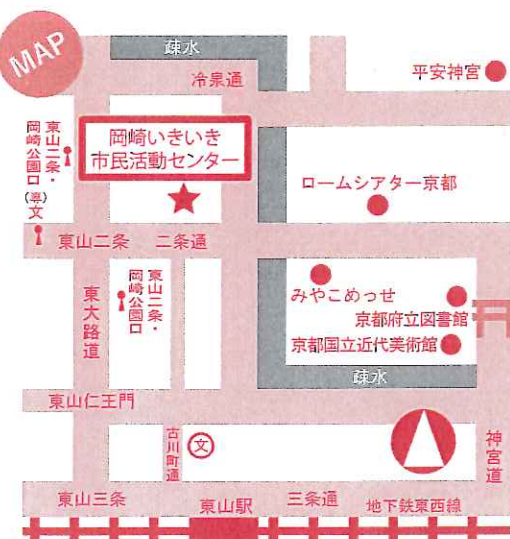 MAP
疎水
冷泉通
平安神宮
東山二条・
岡崎公園口
(専)文
岡崎いきいき
市民活動センター
ロームシアター京都
東山二条
二条通
東山二条・
岡崎公園口
東大路道
みやこめっせ
京都府立図書館
京都国立近代美術館
疎水
東山仁王門
古川町通
文
神宮道
東山三条
東山駅
三条通
地下鉄東西線